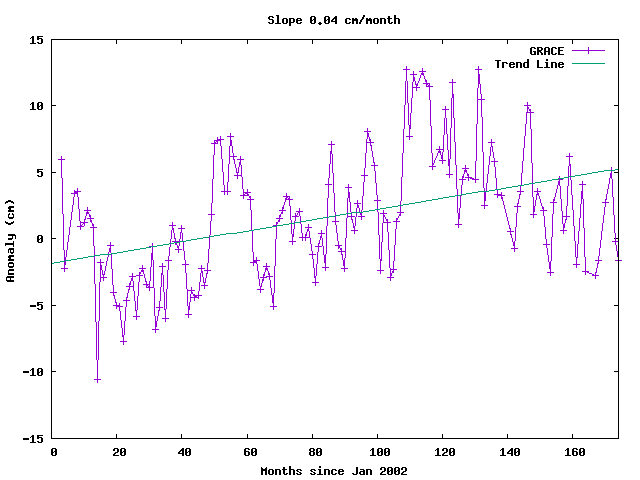 Slope 0.04 cm/month
GRACE
Trend Line
15
10
5
0
-5
-10
-15
Anomaly (cm)
0 20 40 60 80 100 120 140 160
Months since Jan 2002